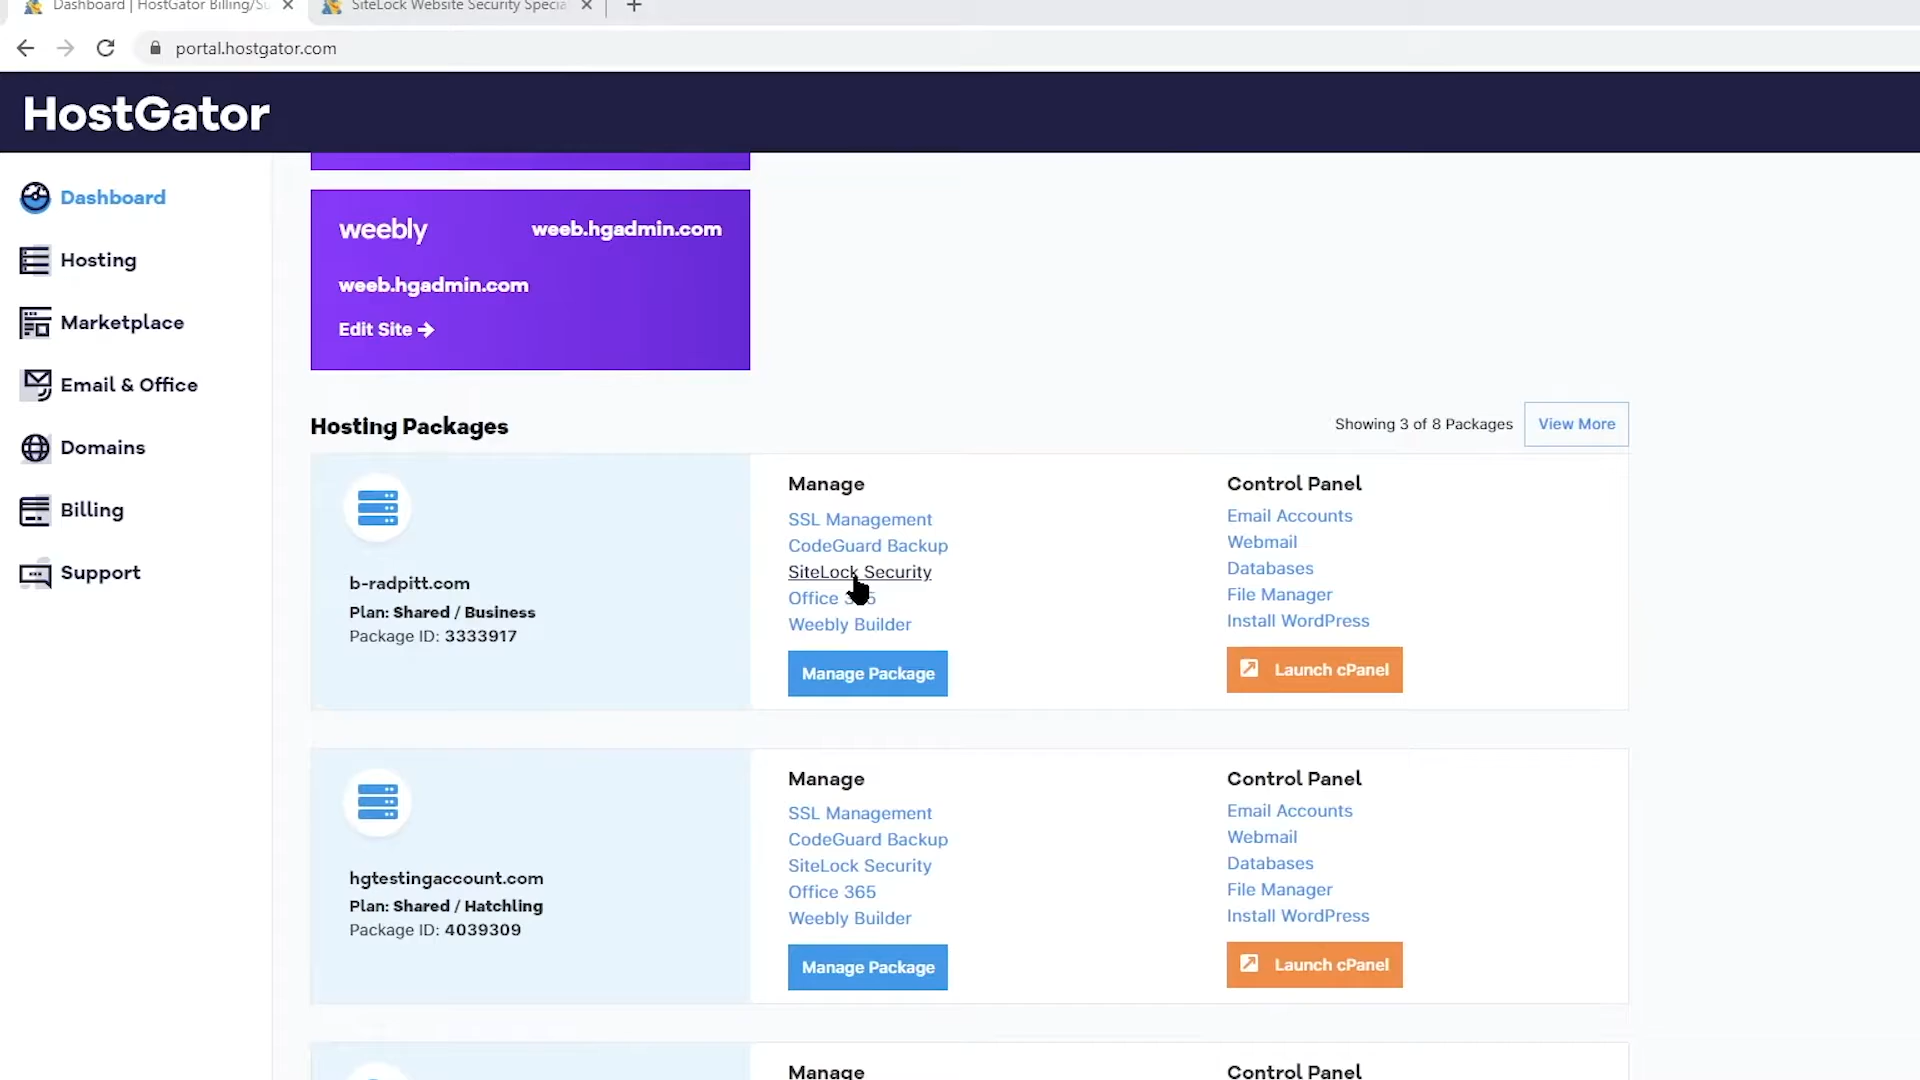 Dashboard | HostGator Billing/Su
SiteLock Website Security Specia
portal.hostgator.com
HostGator
Dashboard
Hosting
Marketplace
Email & Office
Domains
Billing
Support
weebly
weeb.hgadmin.com
weeb.hgadmin.com
Edit Site
Hosting Packages
Showing 3 of 8 Packages
View More
b-radpitt.com
Plan: Shared / Business
Package ID: 3333917
Manage
SSL Management
CodeGuard Backup
SiteLock Security
Office 365
Weebly Builder
Manage Package
Control Panel
Email Accounts
Webmail
Databases
File Manager
Install WordPress
Launch cPanel
hgtestingaccount.com
Plan: Shared / Hatchling
Package ID: 4039309
Manage
SSL Management
CodeGuard Backup
SiteLock Security
Office 365
Weebly Builder
Manage Package
Control Panel
Email Accounts
Webmail
Databases
File Manager
Install WordPress
Launch cPanel
Manage
Control Panel